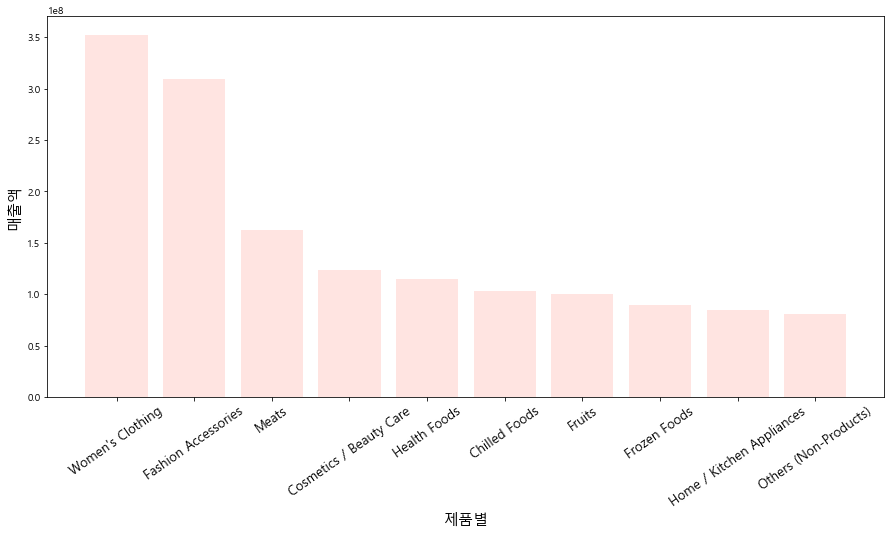 1e8
3.5
3.0
2.5
2.0
1.5
1.0
0.5
0.0
매출액
Women's Clothing
Fashion Accessories
Meats
Cosmetics / Beauty Care
Health Foods
Chilled Foods
Fruits
Frozen Foods
Home / Kitchen Appliances
Others (Non-Products)
제품별